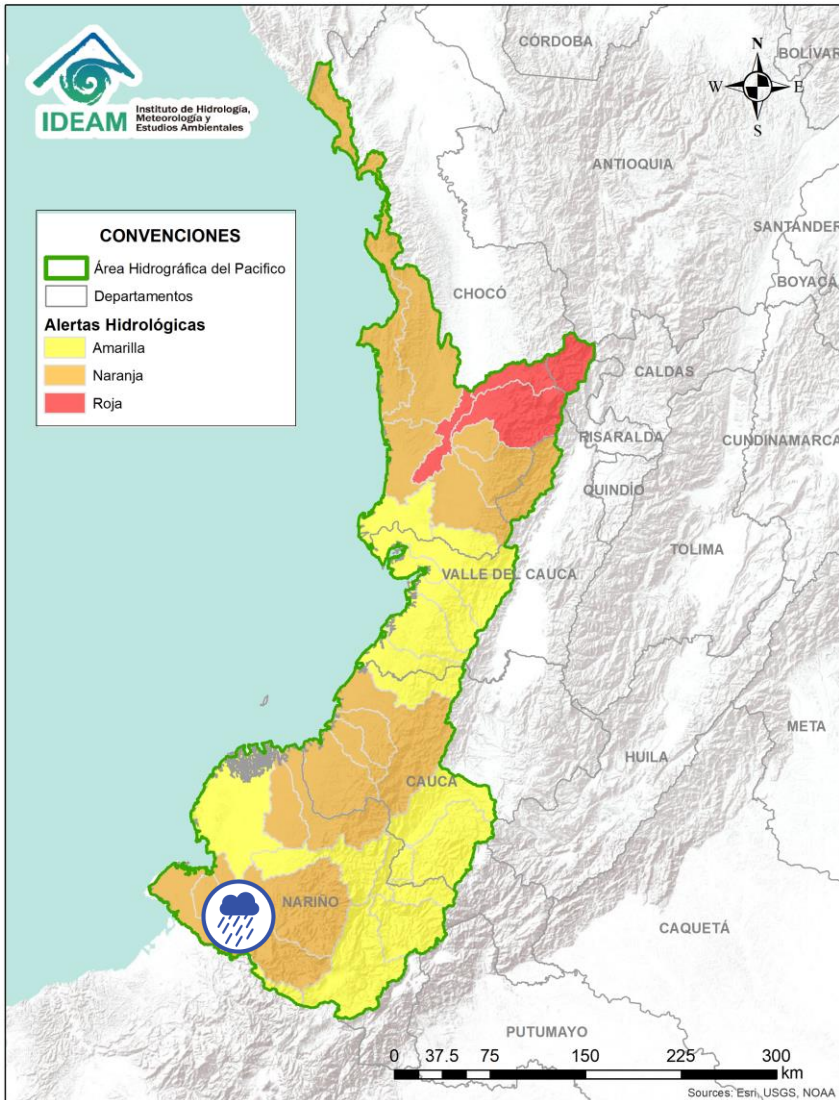 IDEAM
Instituto de Hidrología,
Meteorología y
Estudios Ambientales
CONVENCIONES
Área Hidrográfica del Pacifico
Departamentos
Alertas Hidrológicas
Amarilla
Naranja
Roja
N
W E
S
CÓRDOBA
BOLÍVAR
ANTIOQUIA
SANTANDER
BOYACÁ
CHOCÓ
CALDAS
RISARALDA
CUNDINAMARCA
QUINDÍO
TOLIMA
VALLE DEL CAUCA
META
HUILA
CAUCA
NARIÑO
CAQUETÁ
PUTUMAYO
0 37.5 75 150 225 300
km
Sources: Esri, USGS, NOAA